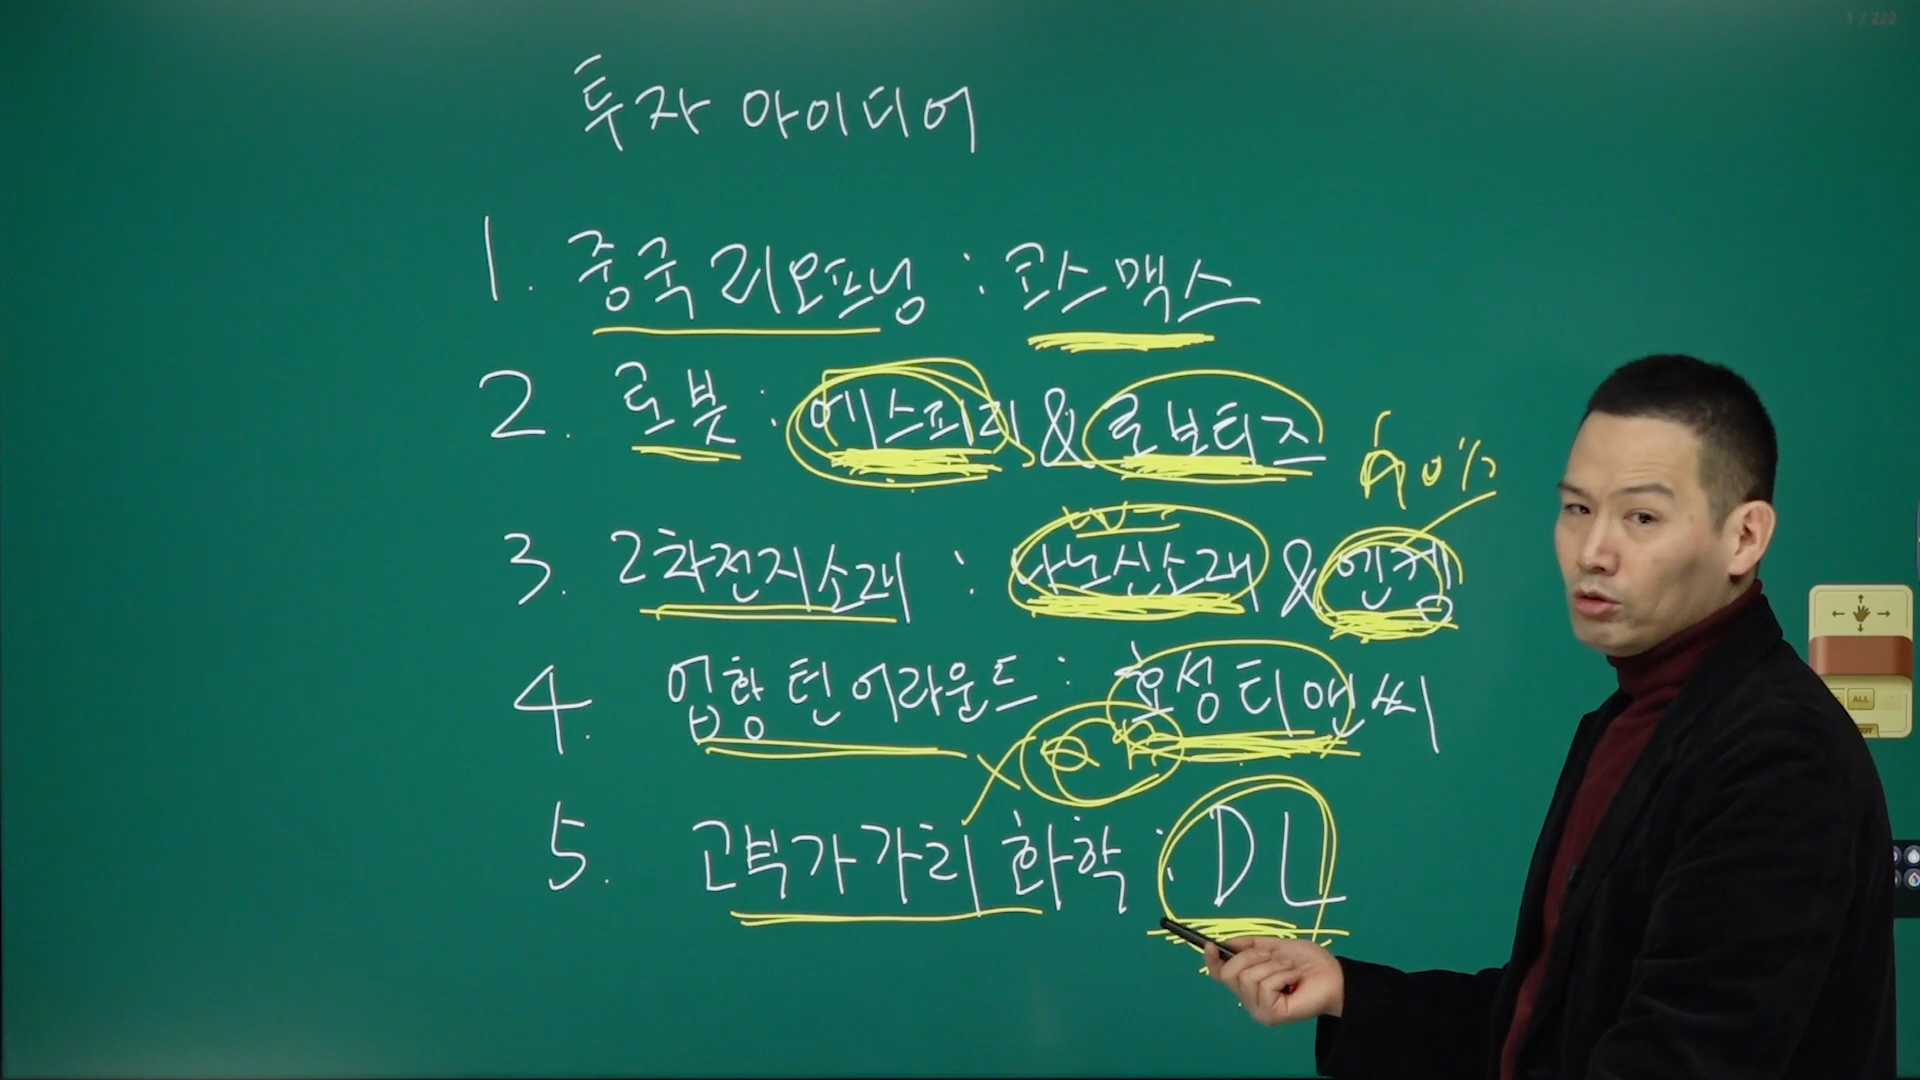 1 / 222
투자 아이디어
1. 중국 리오프닝 : 코스맥스
2. 로봇 : 에스피지 & 로보티즈
3. 2차전지소재 : 나노신소재 & 엔켐
4. 업황 턴어라운드 : 효성티앤씨
5. 고부가가치 화학 : DL
ALL